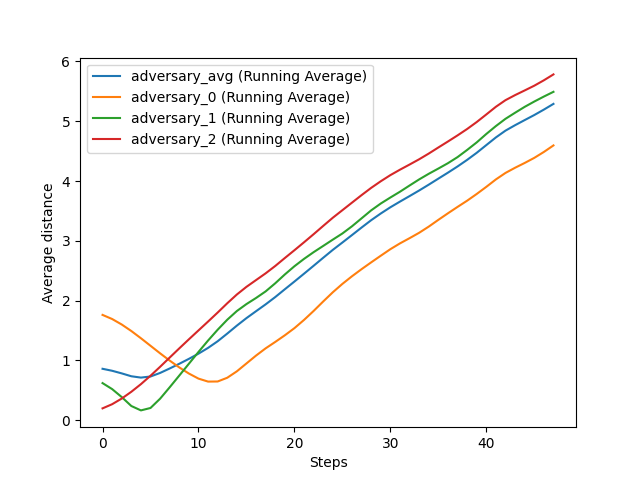 adversary_avg (Running Average)
adversary_0 (Running Average)
adversary_1 (Running Average)
adversary_2 (Running Average)
6
5
4
3
2
1
0
Average distance
0 10 20 30 40
Steps